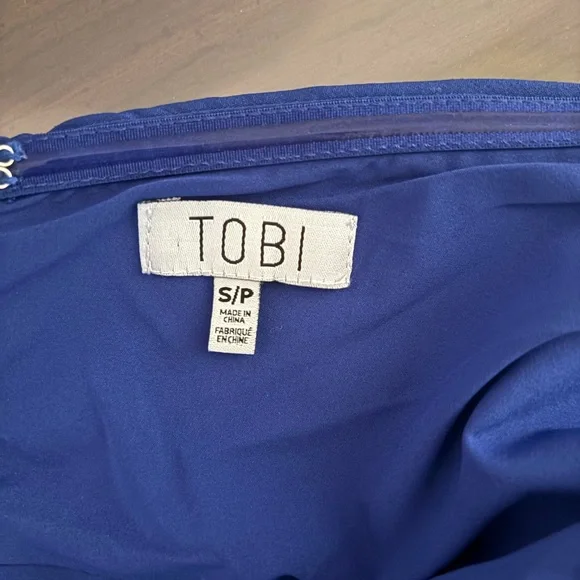 TOBI
S/P
MADE IN
CHINA
FABRIQUÉ
EN CHINE